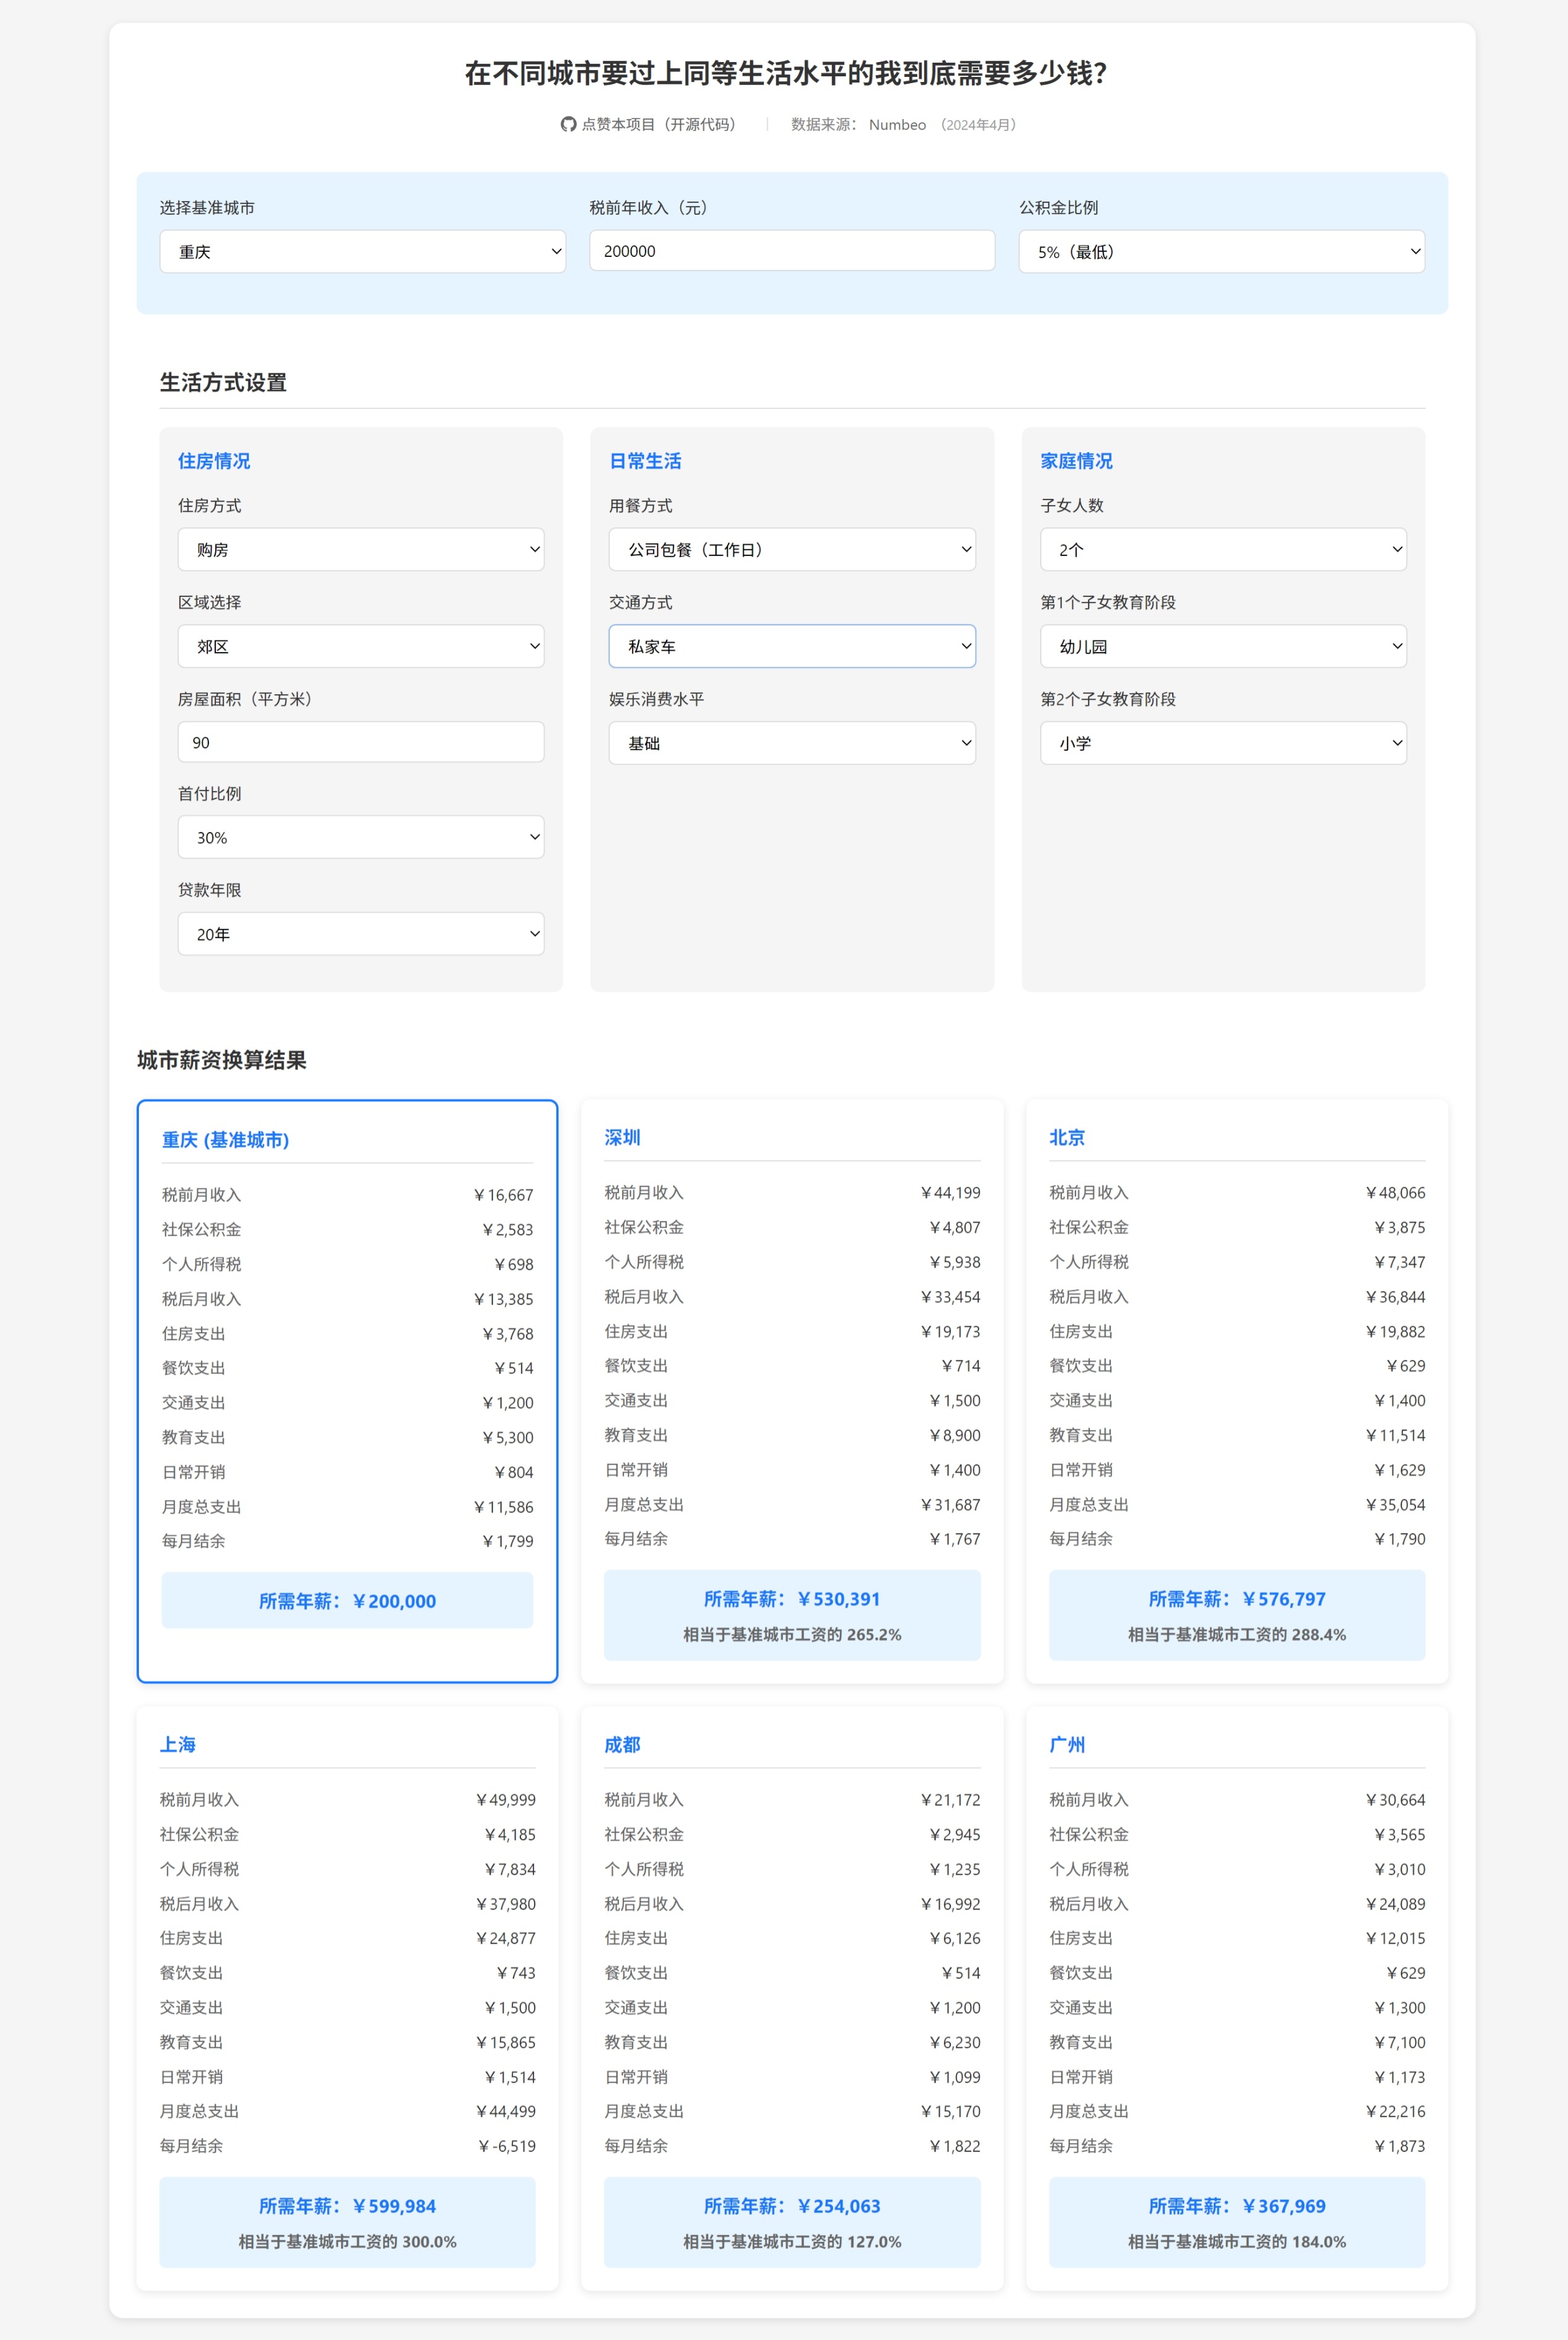 在不同城市要过上同等生活水平的我到底需要多少钱?
点赞本项目（开源代码） 数据来源： Numbeo （2024年4月）
选择基准城市 税前年收入（元） 公积金比例
重庆 200000 5%（最低）
生活方式设置
住房情况 日常生活 家庭情况
住房方式 用餐方式 子女人数
购房 公司包餐（工作日） 2个
区域选择 交通方式 第1个子女教育阶段
郊区 私家车 幼儿园
房屋面积（平方米） 娱乐消费水平 第2个子女教育阶段
90 基础 小学
首付比例
30%
贷款年限
20年
城市薪资换算结果
重庆 (基准城市)
税前月收入 ¥16,667
社保公积金 ¥2,583
个人所得税 ¥698
税后月收入 ¥13,385
住房支出 ¥3,768
餐饮支出 ¥514
交通支出 ¥1,200
教育支出 ¥5,300
日常开销 ¥804
月度总支出 ¥11,586
每月结余 ¥1,799
所需年薪：¥200,000
深圳
税前月收入 ¥44,199
社保公积金 ¥4,807
个人所得税 ¥5,938
税后月收入 ¥33,454
住房支出 ¥19,173
餐饮支出 ¥714
交通支出 ¥1,500
教育支出 ¥8,900
日常开销 ¥1,400
月度总支出 ¥31,687
每月结余 ¥1,767
所需年薪：¥530,391
相当于基准城市工资的 265.2%
北京
税前月收入 ¥48,066
社保公积金 ¥3,875
个人所得税 ¥7,347
税后月收入 ¥36,844
住房支出 ¥19,882
餐饮支出 ¥629
交通支出 ¥1,400
教育支出 ¥11,514
日常开销 ¥1,629
月度总支出 ¥35,054
每月结余 ¥1,790
所需年薪：¥576,797
相当于基准城市工资的 288.4%
上海
税前月收入 ¥49,999
社保公积金 ¥4,185
个人所得税 ¥7,834
税后月收入 ¥37,980
住房支出 ¥24,877
餐饮支出 ¥743
交通支出 ¥1,500
教育支出 ¥15,865
日常开销 ¥1,514
月度总支出 ¥44,499
每月结余 ¥-6,519
所需年薪：¥599,984
相当于基准城市工资的 300.0%
成都
税前月收入 ¥21,172
社保公积金 ¥2,945
个人所得税 ¥1,235
税后月收入 ¥16,992
住房支出 ¥6,126
餐饮支出 ¥514
交通支出 ¥1,200
教育支出 ¥6,230
日常开销 ¥1,099
月度总支出 ¥15,170
每月结余 ¥1,822
所需年薪：¥254,063
相当于基准城市工资的 127.0%
广州
税前月收入 ¥30,664
社保公积金 ¥3,565
个人所得税 ¥3,010
税后月收入 ¥24,089
住房支出 ¥12,015
餐饮支出 ¥629
交通支出 ¥1,300
教育支出 ¥7,100
日常开销 ¥1,173
月度总支出 ¥22,216
每月结余 ¥1,873
所需年薪：¥367,969
相当于基准城市工资的 184.0%